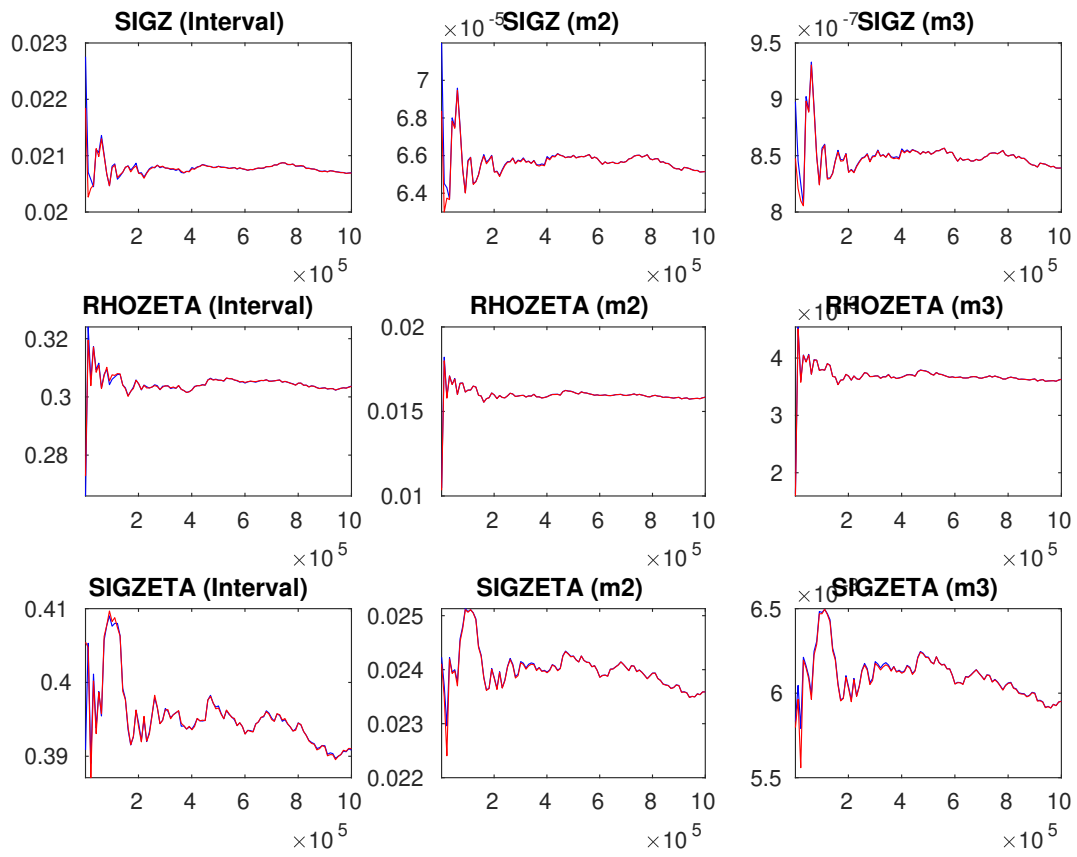 SIGZ (Interval)
0.023
0.022
0.021
0.02
2 4 6 8 10
×10 5
×10 -5
SIGZ (m2)
7
6.8
6.6
6.4
2 4 6 8 10
×10 5
×10 -7
SIGZ (m3)
9.5
9
8.5
8
2 4 6 8 10
×10 5
RHOZETA (Interval)
0.32
0.3
0.28
2 4 6 8 10
×10 5
RHOZETA (m2)
0.02
0.015
0.01
2 4 6 8 10
×10 5
RHOZETA (m3)
4
3
2
2 4 6 8 10
×10 5
SIGZETA (Interval)
0.41
0.4
0.39
2 4 6 8 10
×10 5
SIGZETA (m2)
0.025
0.024
0.023
0.022
2 4 6 8 10
×10 5
SIGZETA (m3)
6.5
6
5.5
2 4 6 8 10
×10 5